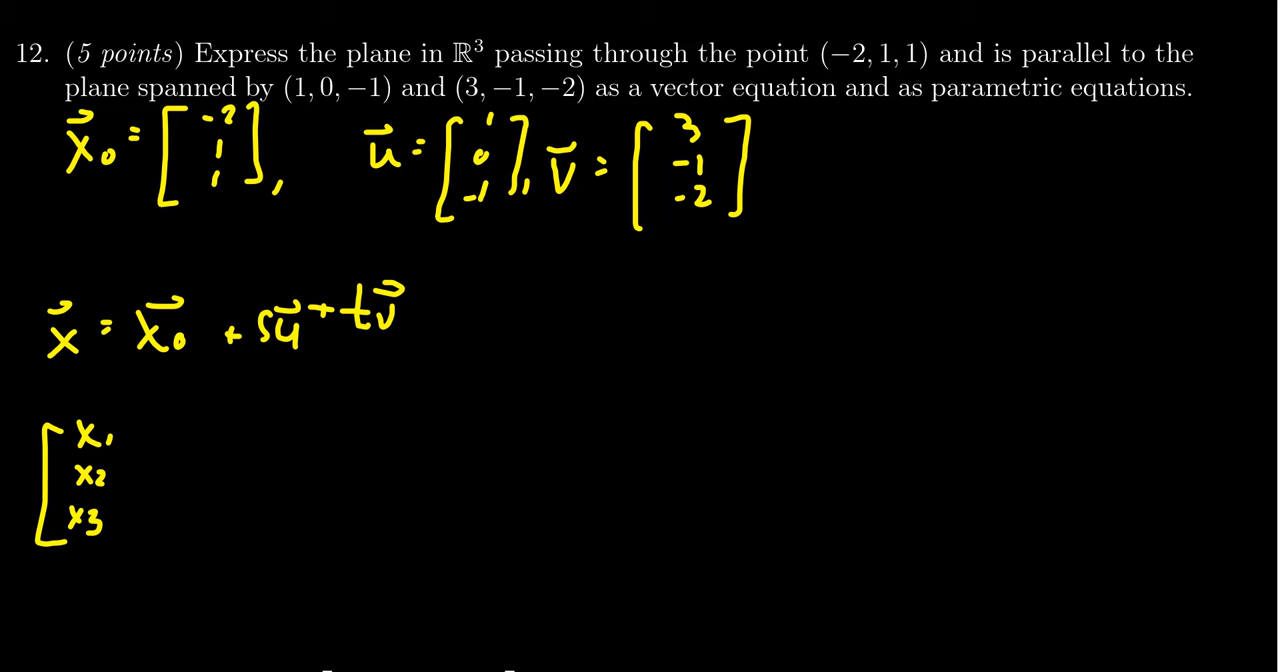 12. (5 points) Express the plane in ℝ³ passing through the point (−2, 1, 1) and is parallel to the
plane spanned by (1, 0, −1) and (3, −1, −2) as a vector equation and as parametric equations.
x⃗₀ = [-2 1 1], u⃗ = [1 0 -1], v⃗ = [3 -1 -2]
x⃗ = x⃗₀ + su⃗ + tv⃗
[x₁
x₂
x₃